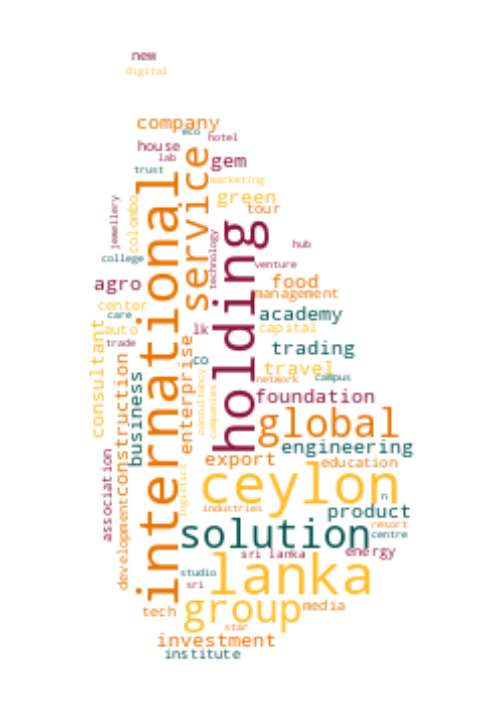 new
digital
company
eco
hotel
house
lab
gem
trust
marketing
service
international
green
tour
jewellery
colombo
holding
technology
hub
college
venture
agro
food
management
center
care
academy
auto
lk
capital
trade
trading
consultant
enterprise
co
travel
construction
business
consultancy
companies
network
campus
foundation
global
engineering
association
export
education
logistics
ceylon
development
n
industries
product
solution
resort
centre
sri lanka
energy
lanka
studio
sri
group
media
tech
star
investment
institute